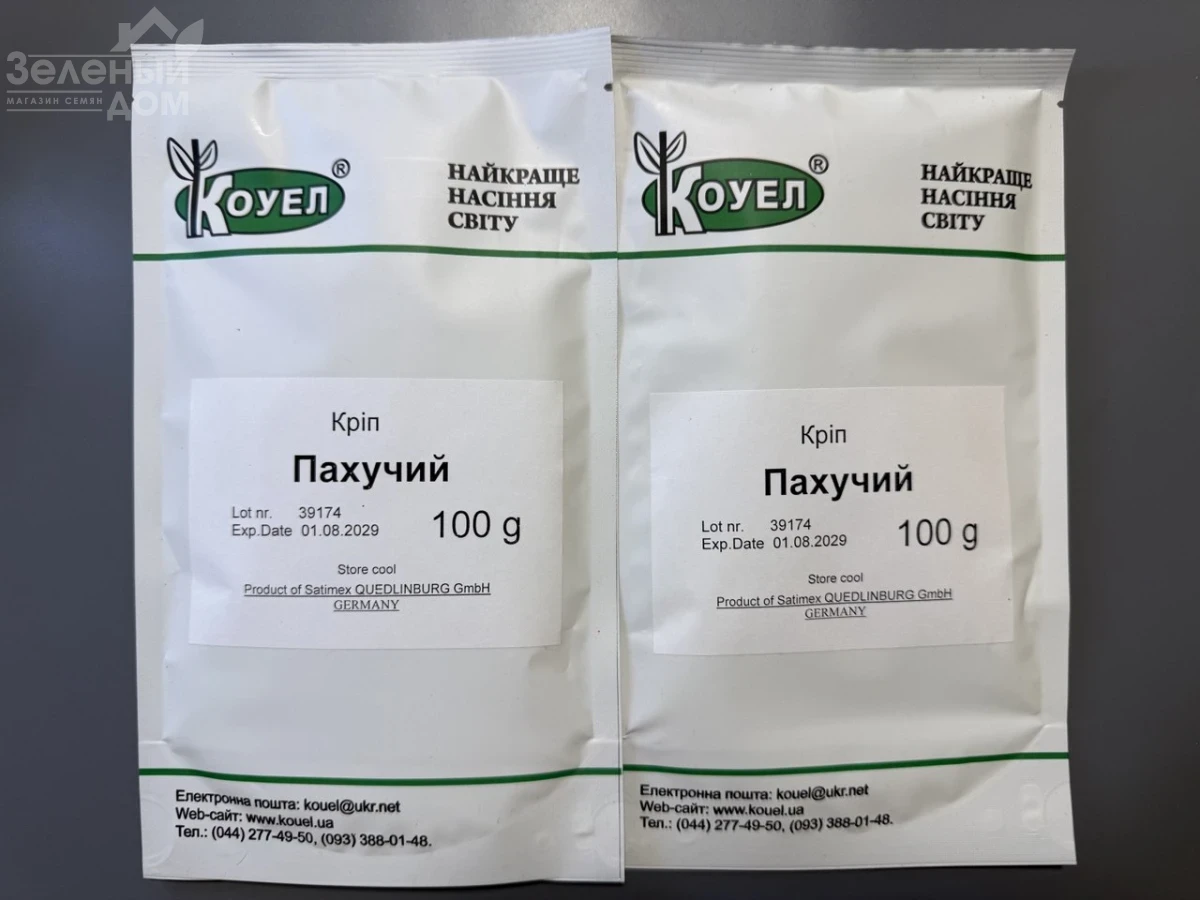 Зеленый
МАГАЗИН СЕМЯН
ДОМ
КОУЕЛ ®
НАЙКРАЩЕ
НАСІННЯ
СВІТУ
Кріп
Пахучий
Lot nr. 39174
Exp.Date 01.08.2029
100 g
Store cool
Product of Satimex QUEDLINBURG GmbH
GERMANY
Електронна пошта: kouel@ukr.net
Web-сайт: www.kouel.ua
Тел.: (044) 277-49-50, (093) 388-01-48.
КОУЕЛ ®
НАЙКРАЩЕ
НАСІННЯ
СВІТУ
Кріп
Пахучий
Lot nr. 39174
Exp.Date 01.08.2029
100 g
Store cool
Product of Satimex QUEDLINBURG GmbH
GERMANY
Електронна пошта: kouel@ukr.net
Web-сайт: www.kouel.ua
Тел.: (044) 277-49-50, (093) 388-01-48.